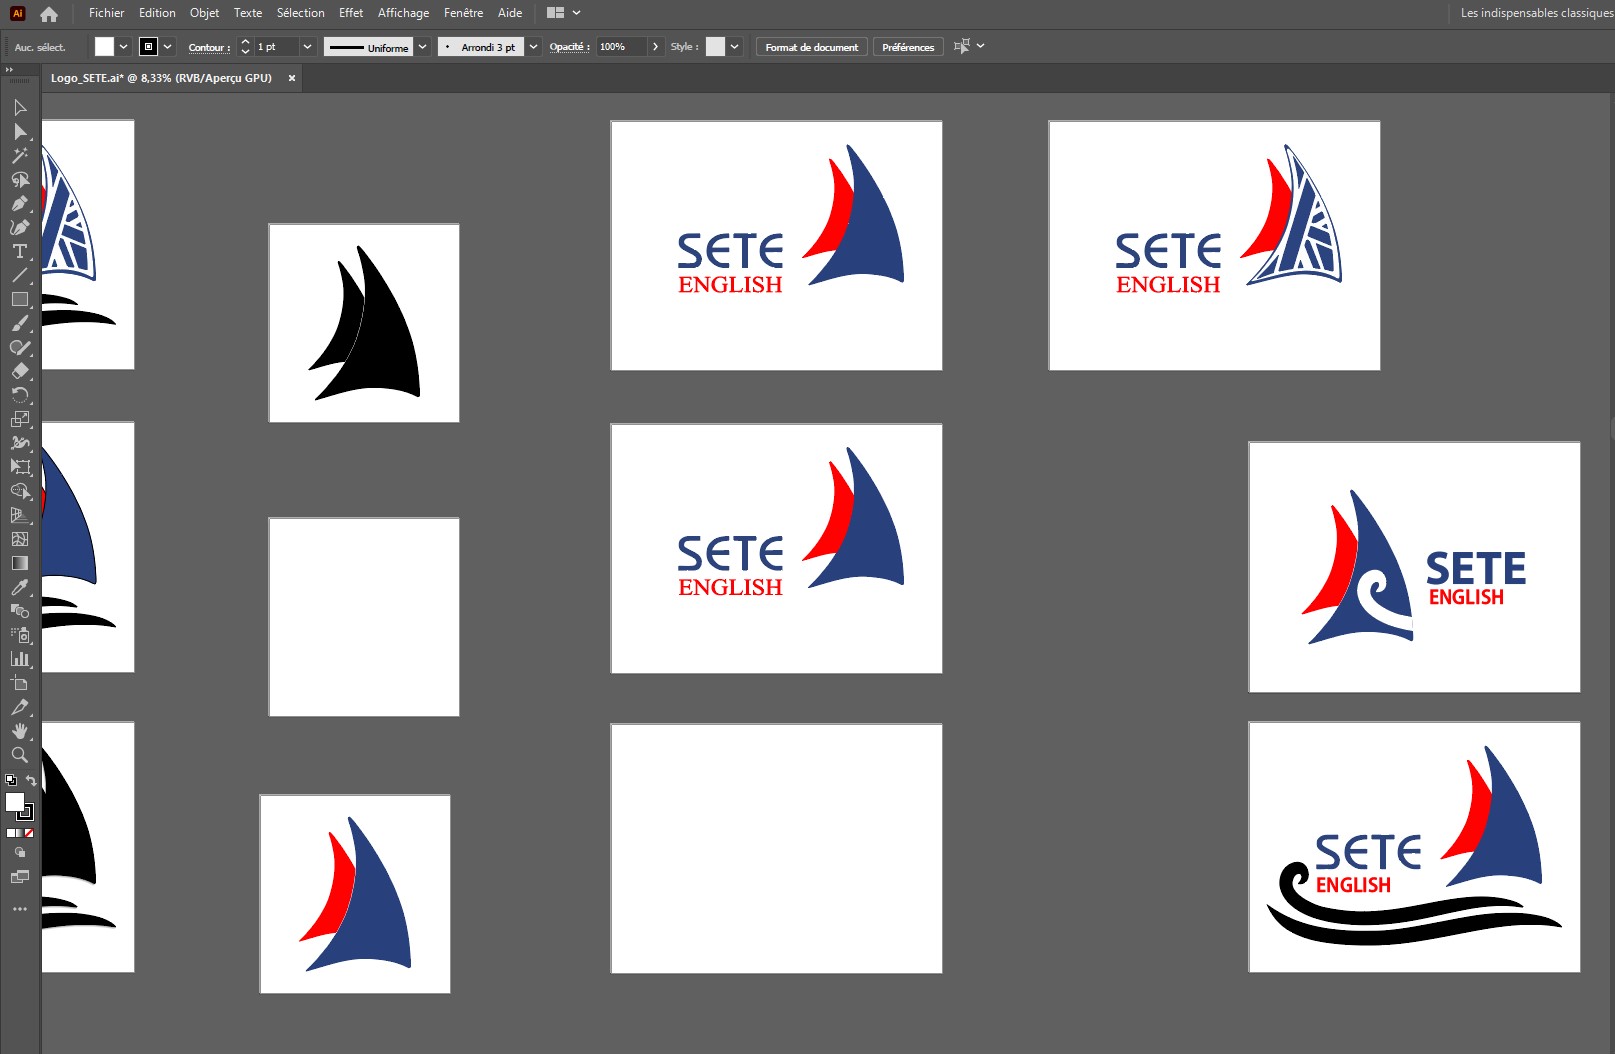 Ai Fichier Edition Objet Texte Sélection Effet Affichage Fenêtre Aide Les indispensables classiques
Auc. sélect. Contour : 1 pt Uniforme Arrondi 3 pt Opacité : 100% Style : Format de document Préférences
Logo_SETE.ai* @ 8,33% (RVB/Aperçu GPU) ×
SETE
ENGLISH
SETE
ENGLISH
SETE
ENGLISH
SETE
ENGLISH
SETE
ENGLISH